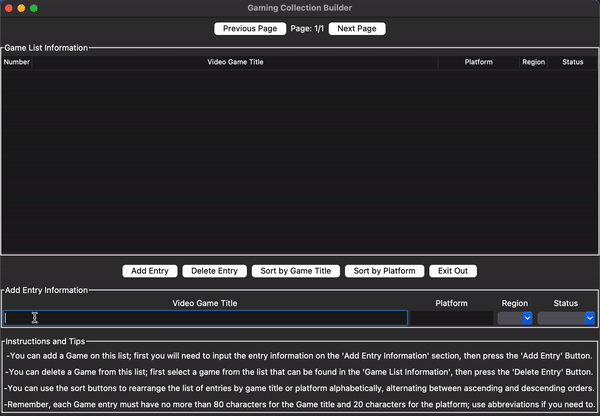 Gaming Collection Builder
Previous Page Page: 1/1 Next Page
Game List Information
Number Video Game Title Platform Region Status
Add Entry Delete Entry Sort by Game Title Sort by Platform Exit Out
Add Entry Information
Video Game Title Platform Region Status
Instructions and Tips
-You can add a Game on this list; first you will need to input the entry information on the 'Add Entry Information' section, then press the 'Add Entry' Button.
-You can delete a Game from this list; first select a game from the list that can be found in the 'Game List Information', then press the 'Delete Entry' Button.
-You can use the sort buttons to rearrange the list of entries by game title or platform alphabetically, alternating between ascending and descending orders.
-Remember, each Game entry must have no more than 80 characters for the Game title and 20 characters for the platform; use abbreviations if you need to.